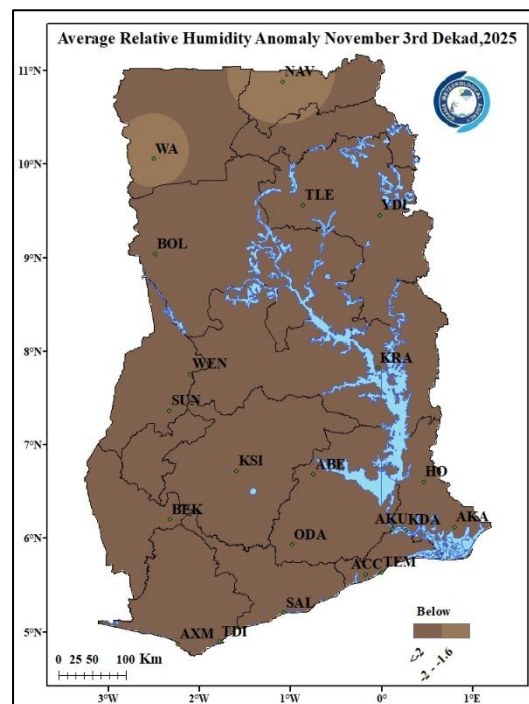 Average Relative Humidity Anomaly November 3rd Dekad,2025
11°N
NAV
10°N
WA
TLE
YDI
9°N
BOL
8°N
WEN
KRA
SUN
7°N
KSI
ABE
HO
BEK
6°N
AKU KDA
AKA
ODA
ACC TEM
SAL
5°N
AXM
TDI
Below
<-2
-2 - -1.6
0 25 50 100 Km
3°W
2°W
1°W
0°
1°E